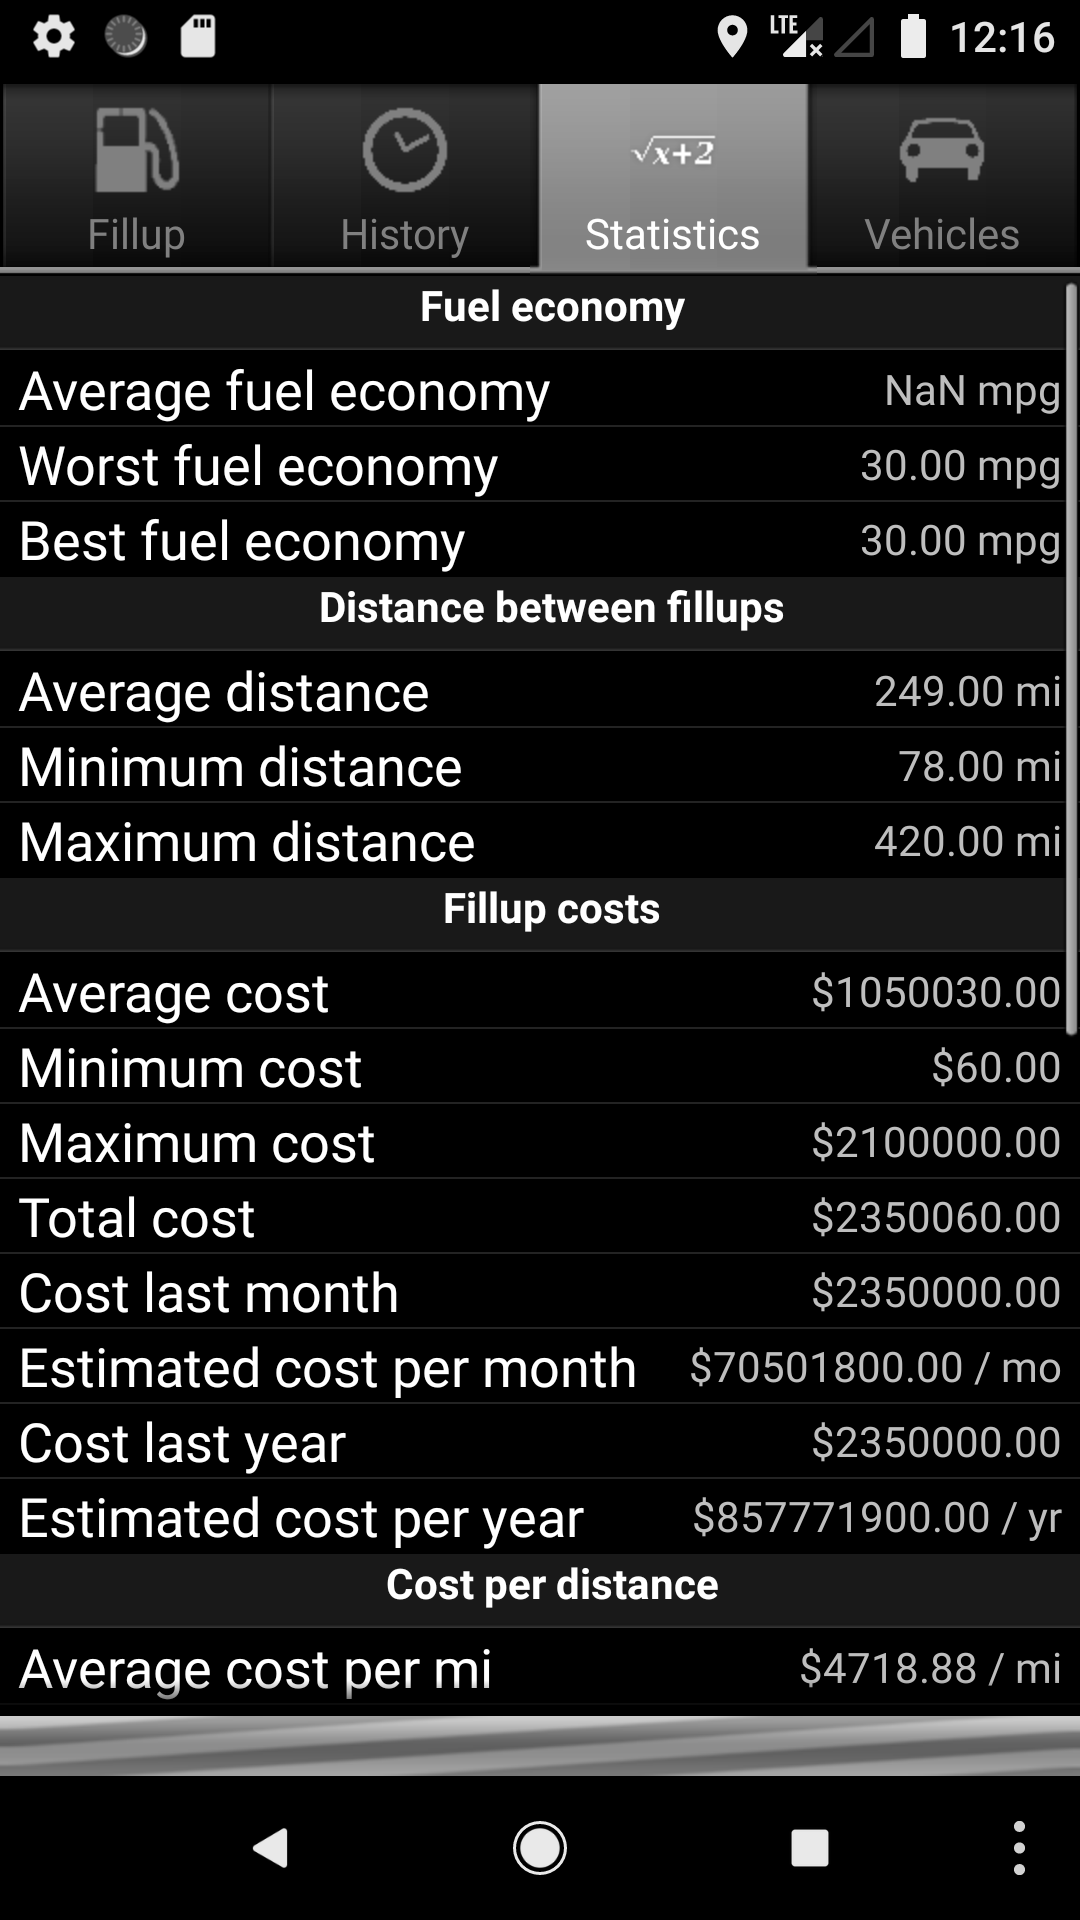 LTE 12:16
√x+2
Fillup History Statistics Vehicles
Fuel economy
Average fuel economy NaN mpg
Worst fuel economy 30.00 mpg
Best fuel economy 30.00 mpg
Distance between fillups
Average distance 249.00 mi
Minimum distance 78.00 mi
Maximum distance 420.00 mi
Fillup costs
Average cost $1050030.00
Minimum cost $60.00
Maximum cost $2100000.00
Total cost $2350060.00
Cost last month $2350000.00
Estimated cost per month $70501800.00 / mo
Cost last year $2350000.00
Estimated cost per year $857771900.00 / yr
Cost per distance
Average cost per mi $4718.88 / mi